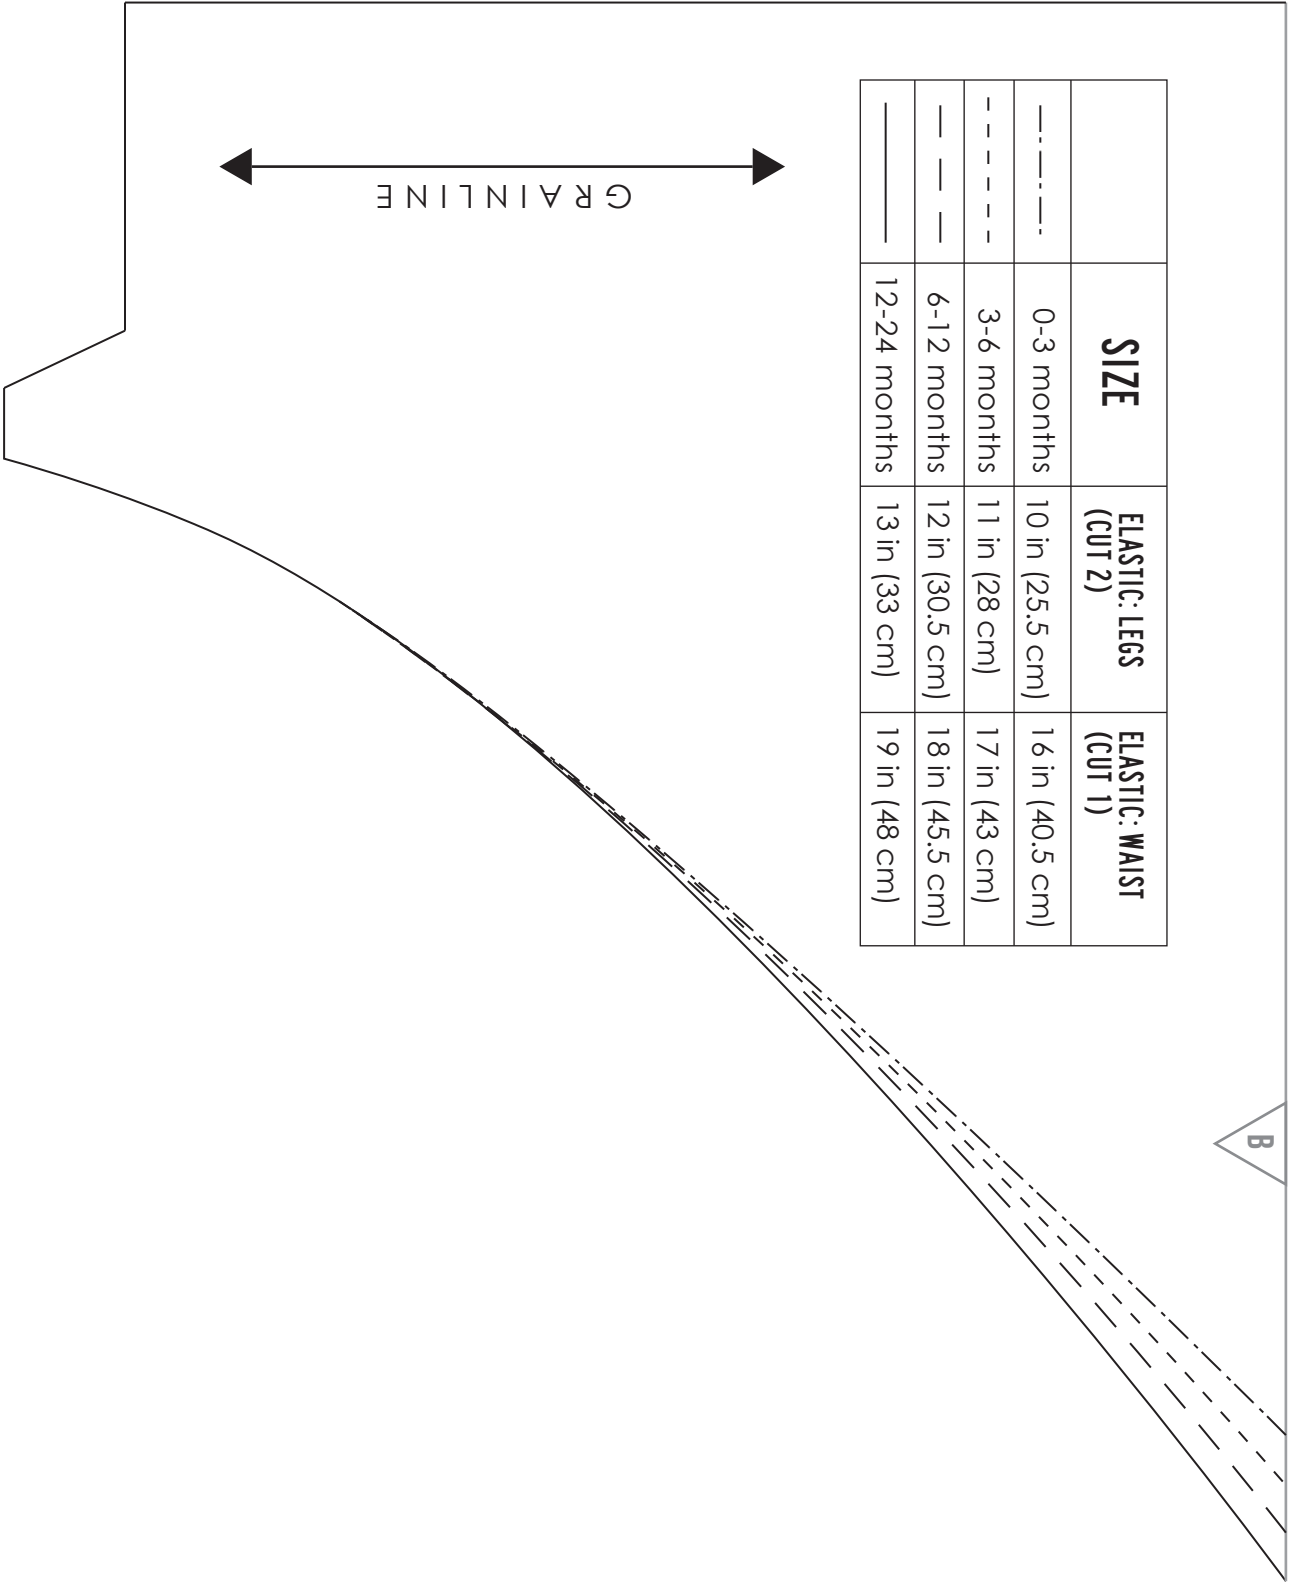 GRAINLINE
SIZE
ELASTIC: LEGS
(CUT 2)
ELASTIC: WAIST
(CUT 1)
0-3 months
10 in (25.5 cm)
16 in (40.5 cm)
3-6 months
11 in (28 cm)
17 in (43 cm)
6-12 months
12 in (30.5 cm)
18 in (45.5 cm)
12-24 months
13 in (33 cm)
19 in (48 cm)
B